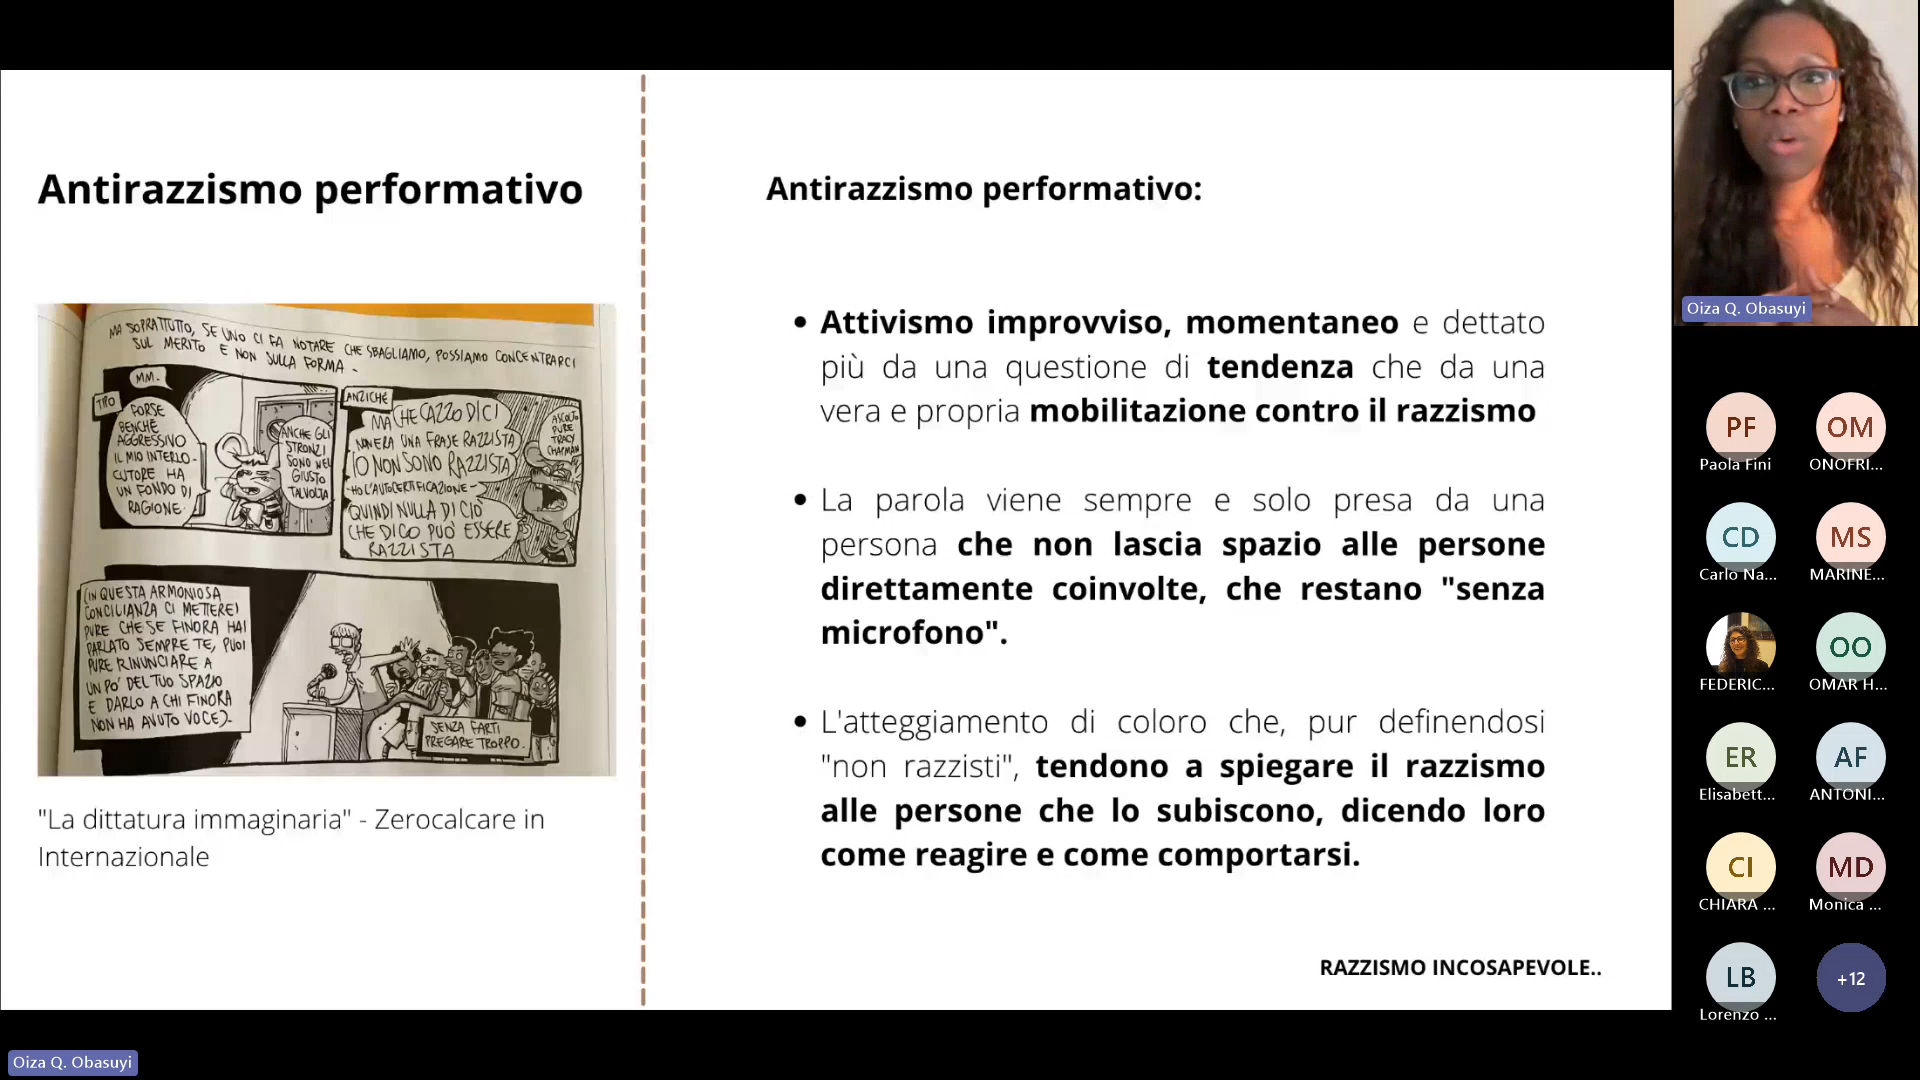 Antirazzismo performativo
MA SOPRATTUTTO, SE UNO CI FA NOTARE CHE SBAGLIAMO, POSSIAMO CONCENTRARCI
SUL MERITO E NON SULLA FORMA.
MM.
TIPO
FORSE
BENCHÉ
AGGRESSIVO
IL MIO INTERLO-
CUTORE HA
UN FONDO DI
RAGIONE.
ANCHE GLI
STRONZI
SONO NEL
GIUSTO
TALVOLTA
ANZICHE
MA CHE CAZZO DICI
NON ERA UNA FRASE RAZZISTA
IO NON SONO RAZZISTA
-HO L'AUTOCERTIFICAZIONE-
QUINDI NULLA DI CIÒ
CHE DICO PUÒ ESSERE
RAZZISTA
ASCOLTO
PURE
TRACY
CHAPMAN
(IN QUESTA ARMONIOSA
CONCILIANZA CI METTEREI
PURE CHE SE FINORA HAI
PARLATO SEMPRE TE, PUOI
PURE RINUNCIARE A
UN PO' DEL TUO SPAZIO
E DARLO A CHI FINORA
NON HA AVUTO VOCE).
SENZA FARTI
PREGARE TROPPO.
"La dittatura immaginaria" - Zerocalcare in
Internazionale
Antirazzismo performativo:
• Attivismo improvviso, momentaneo e dettato
più da una questione di tendenza che da una
vera e propria mobilitazione contro il razzismo
• La parola viene sempre e solo presa da una
persona che non lascia spazio alle persone
direttamente coinvolte, che restano "senza
microfono".
• L'atteggiamento di coloro che, pur definendosi
"non razzisti", tendono a spiegare il razzismo
alle persone che lo subiscono, dicendo loro
come reagire e come comportarsi.
RAZZISMO INCOSAPEVOLE..
Oiza Q. Obasuyi
PF
Paola Fini
OM
ONOFRI...
CD
Carlo Na...
MS
MARINE...
FEDERIC...
OO
OMAR H...
ER
Elisabett...
AF
ANTONI...
CI
CHIARA ...
MD
Monica ...
LB
Lorenzo ...
+12
Oiza Q. Obasuyi